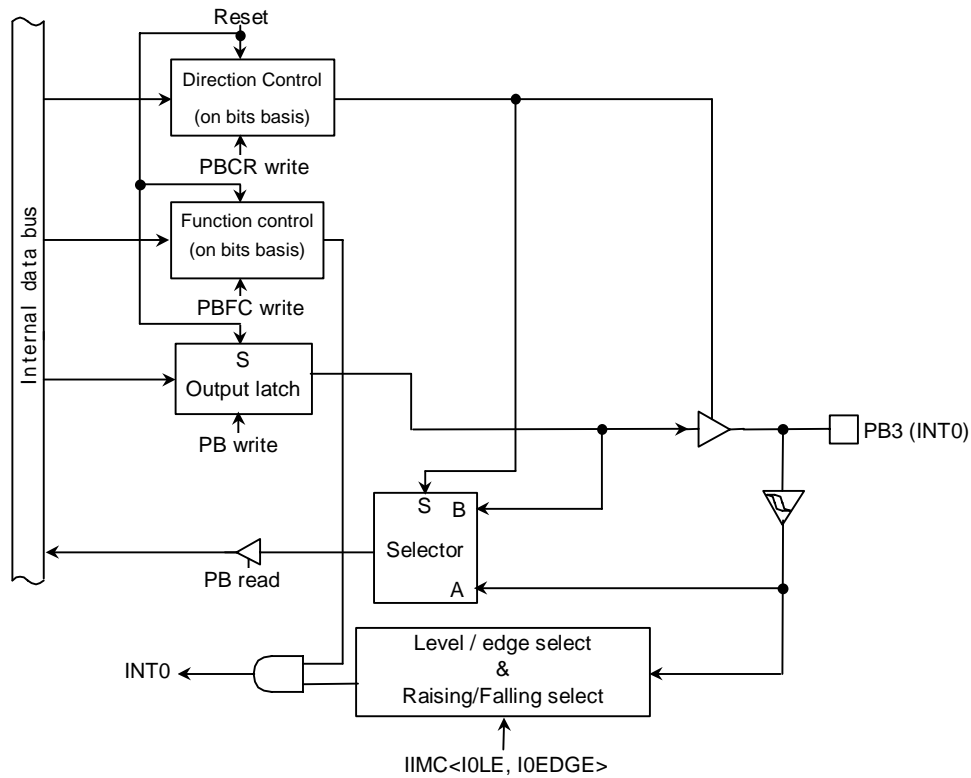 Reset
Direction Control
(on bits basis)
PBCR write
Function control
(on bits basis)
PBFC write
Internal data bus
S
Output latch
PB write
PB3 (INT0)
S
B
Selector
A
PB read
Level / edge select
&
Raising/Falling select
INT0
IIMC<I0LE, I0EDGE>